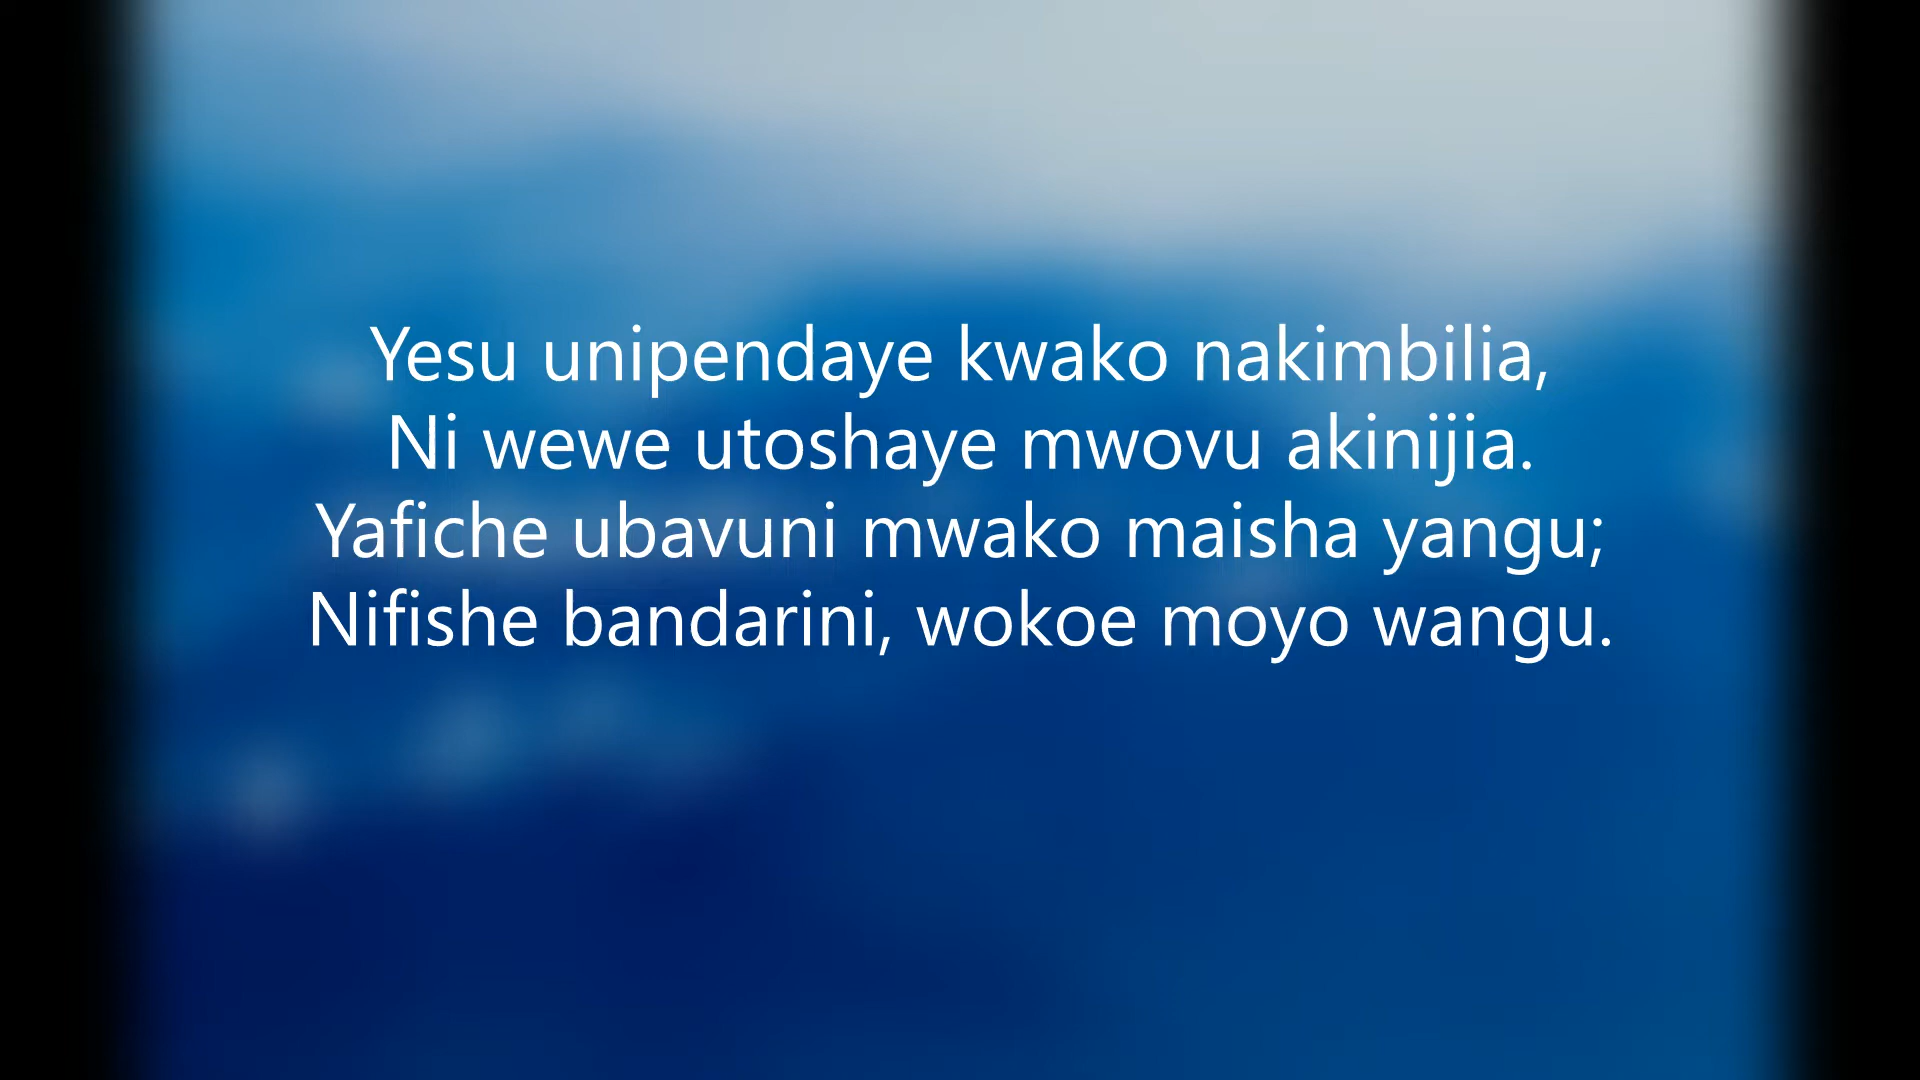 Yesu unipendaye kwako nakimbilia,
Ni wewe utoshaye mwovu akinijia.
Yafiche ubavuni mwako maisha yangu;
Nifishe bandarini, wokoe moyo wangu.